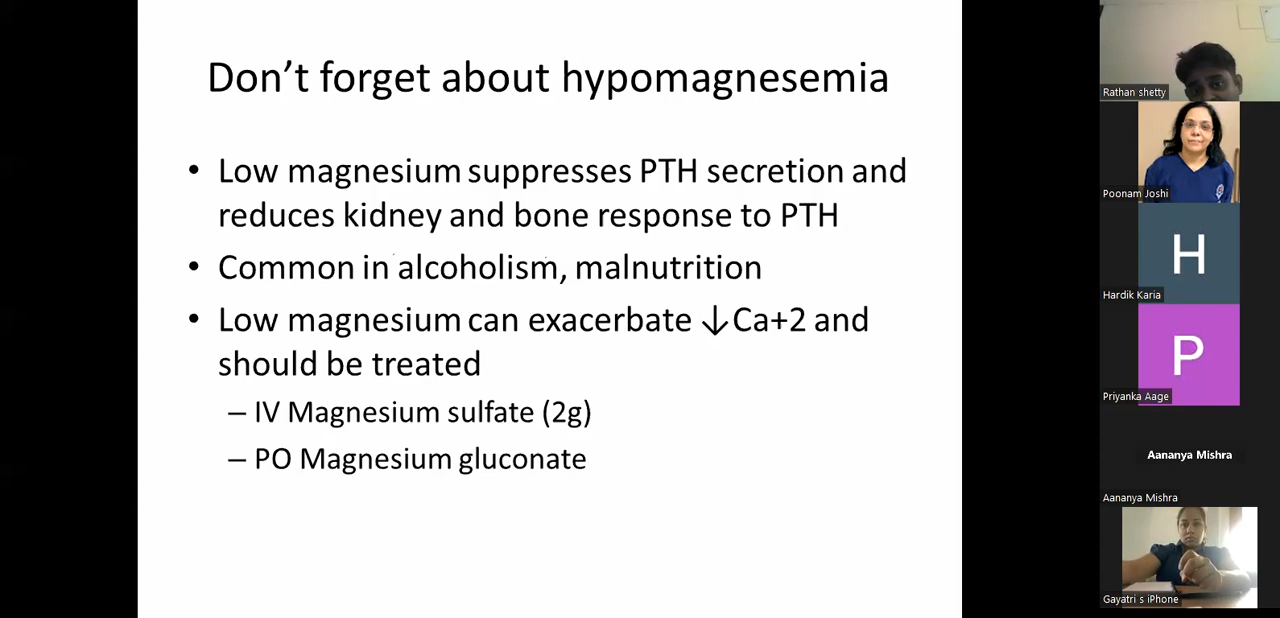 Don’t forget about hypomagnesemia
• Low magnesium suppresses PTH secretion and
reduces kidney and bone response to PTH
• Common in alcoholism, malnutrition
• Low magnesium can exacerbate ↓Ca+2 and
should be treated
– IV Magnesium sulfate (2g)
– PO Magnesium gluconate
Rathan shetty
Poonam Joshi
H
Hardik Karia
P
Priyanka Aage
Aananya Mishra
Aananya Mishra
Gayatri s iPhone